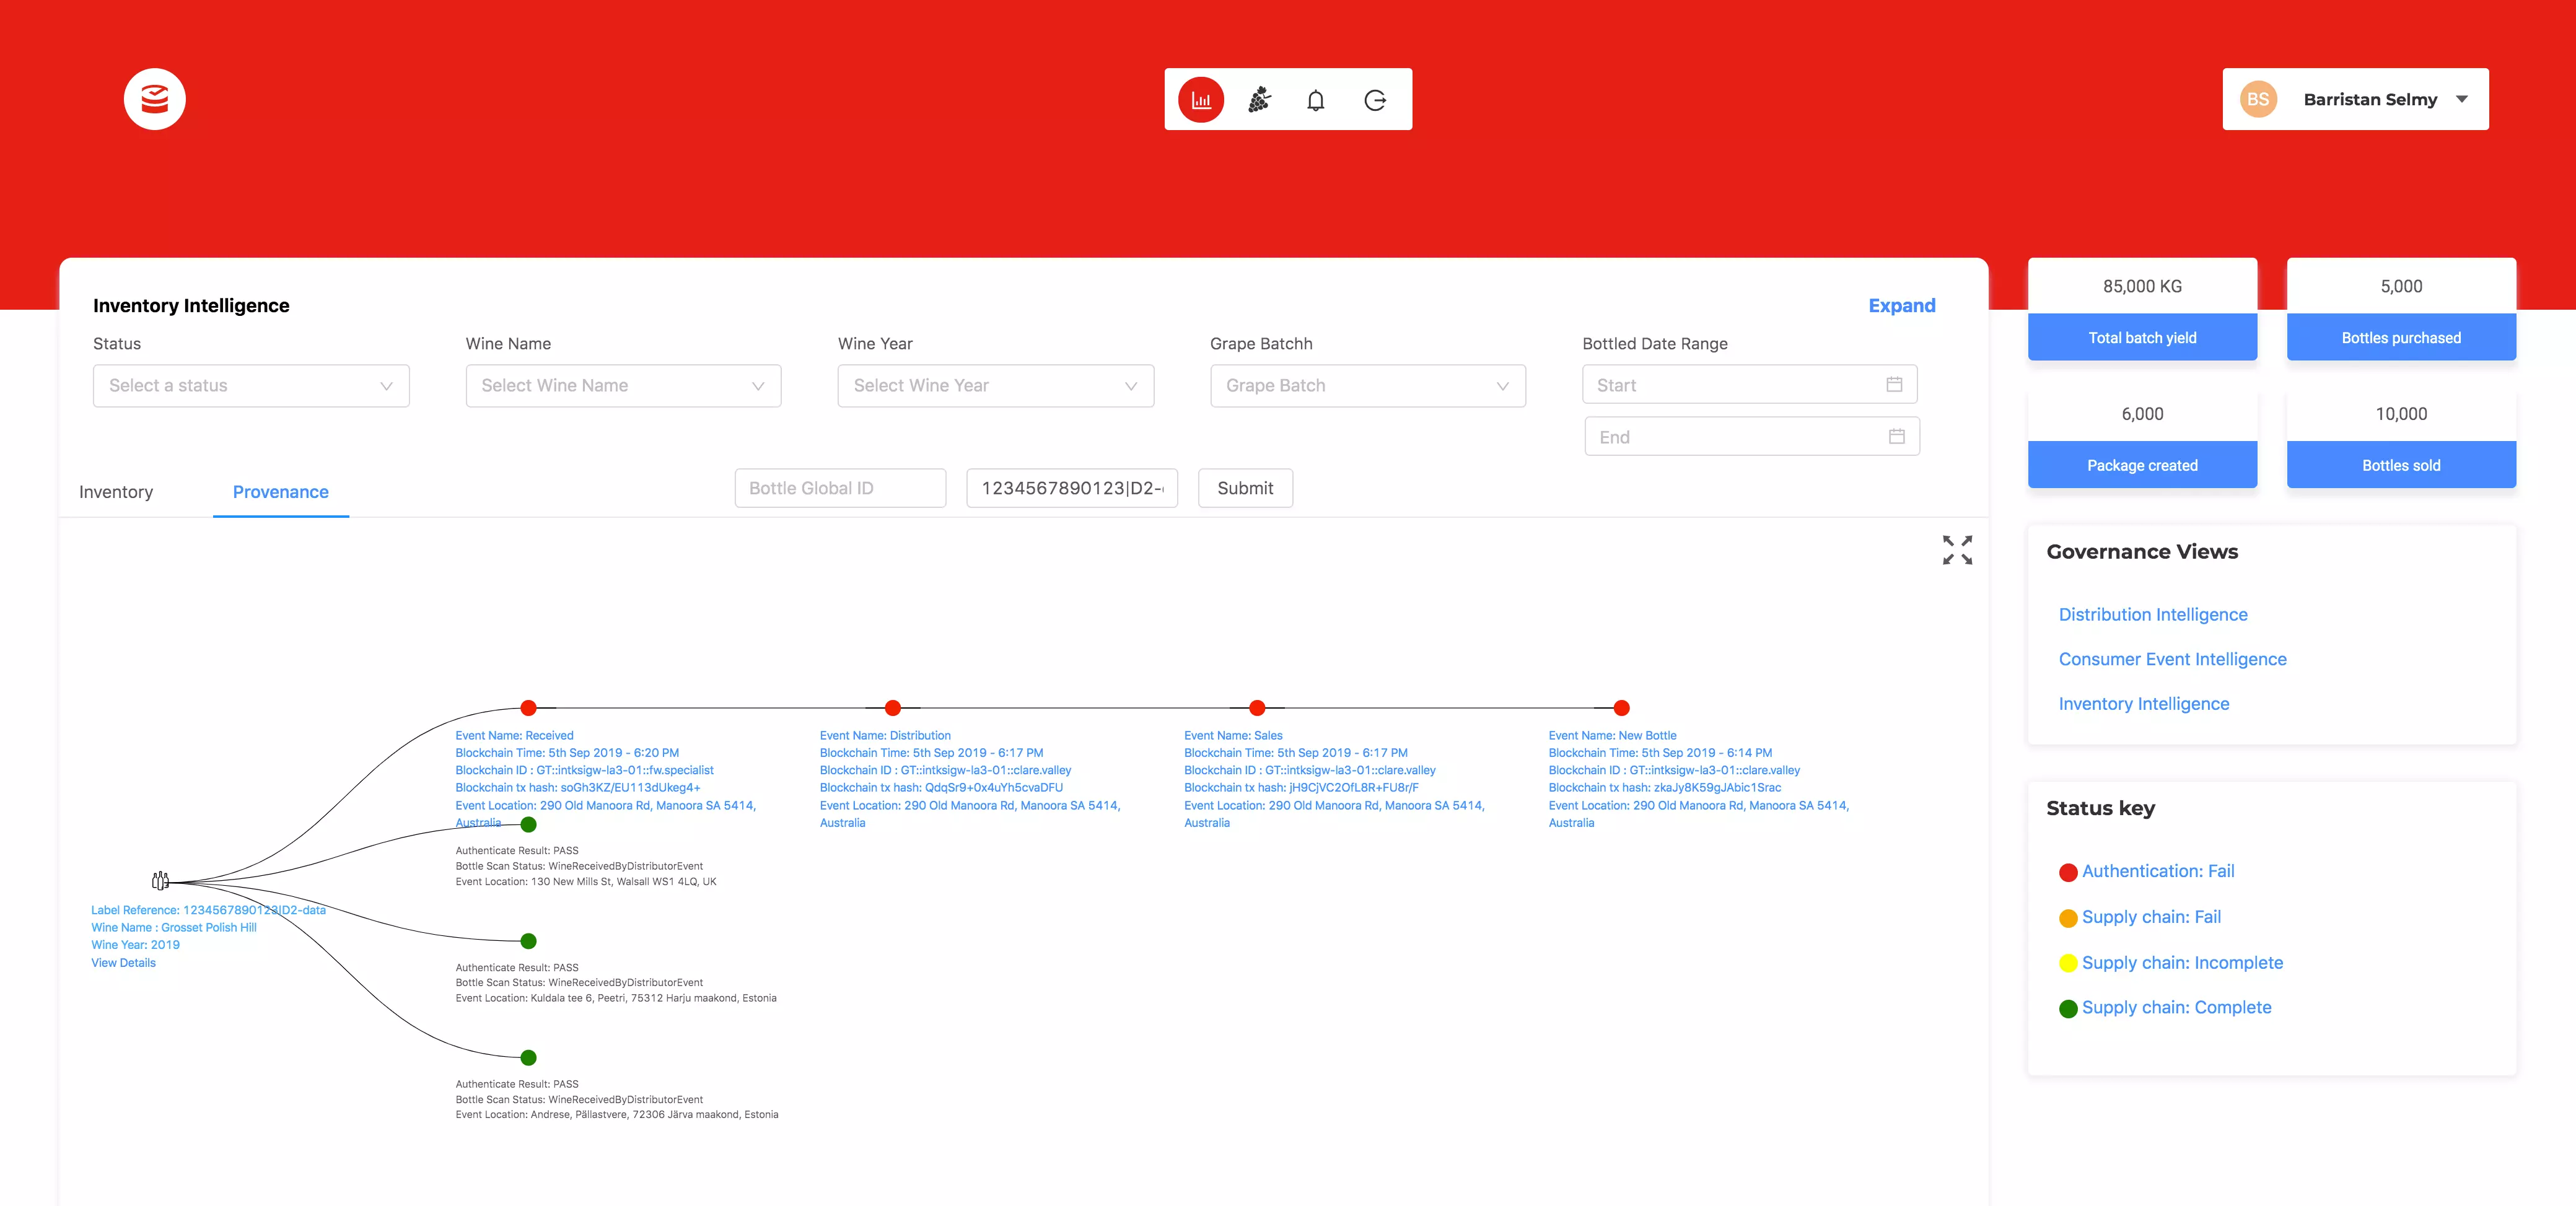 BS Barristan Selmy
Inventory Intelligence
Expand
Status
Wine Name
Wine Year
Grape Batchh
Bottled Date Range
Select a status
Select Wine Name
Select Wine Year
Grape Batch
Start
End
Inventory
Provenance
Bottle Global ID
1234567890123|D2-
Submit
85,000 KG
Total batch yield
5,000
Bottles purchased
6,000
Package created
10,000
Bottles sold
Governance Views
Distribution Intelligence
Consumer Event Intelligence
Inventory Intelligence
Status key
Authentication: Fail
Supply chain: Fail
Supply chain: Incomplete
Supply chain: Complete
Event Name: Received
Blockchain Time: 5th Sep 2019 - 6:20 PM
Blockchain ID : GT::intksigw-la3-01::fw.specialist
Blockchain tx hash: soGh3KZ/EU113dUkeg4+
Event Location: 290 Old Manoora Rd, Manoora SA 5414,
Australia
Event Name: Distribution
Blockchain Time: 5th Sep 2019 - 6:17 PM
Blockchain ID : GT::intksigw-la3-01::clare.valley
Blockchain tx hash: QdqSr9+0x4uYh5cvaDFU
Event Location: 290 Old Manoora Rd, Manoora SA 5414,
Australia
Event Name: Sales
Blockchain Time: 5th Sep 2019 - 6:17 PM
Blockchain ID : GT::intksigw-la3-01::clare.valley
Blockchain tx hash: jH9CjVC2OfL8R+FU8r/F
Event Location: 290 Old Manoora Rd, Manoora SA 5414,
Australia
Event Name: New Bottle
Blockchain Time: 5th Sep 2019 - 6:14 PM
Blockchain ID : GT::intksigw-la3-01::clare.valley
Blockchain tx hash: zkaJy8K59gJAbic1Srac
Event Location: 290 Old Manoora Rd, Manoora SA 5414,
Australia
Authenticate Result: PASS
Bottle Scan Status: WineReceivedByDistributorEvent
Event Location: 130 New Mills St, Walsall WS1 4LQ, UK
Label Reference: 1234567890123|D2-data
Wine Name : Grosset Polish Hill
Wine Year: 2019
View Details
Authenticate Result: PASS
Bottle Scan Status: WineReceivedByDistributorEvent
Event Location: Kuldala tee 6, Peetri, 75312 Harju maakond, Estonia
Authenticate Result: PASS
Bottle Scan Status: WineReceivedByDistributorEvent
Event Location: Andrese, Pällastvere, 72306 Järva maakond, Estonia